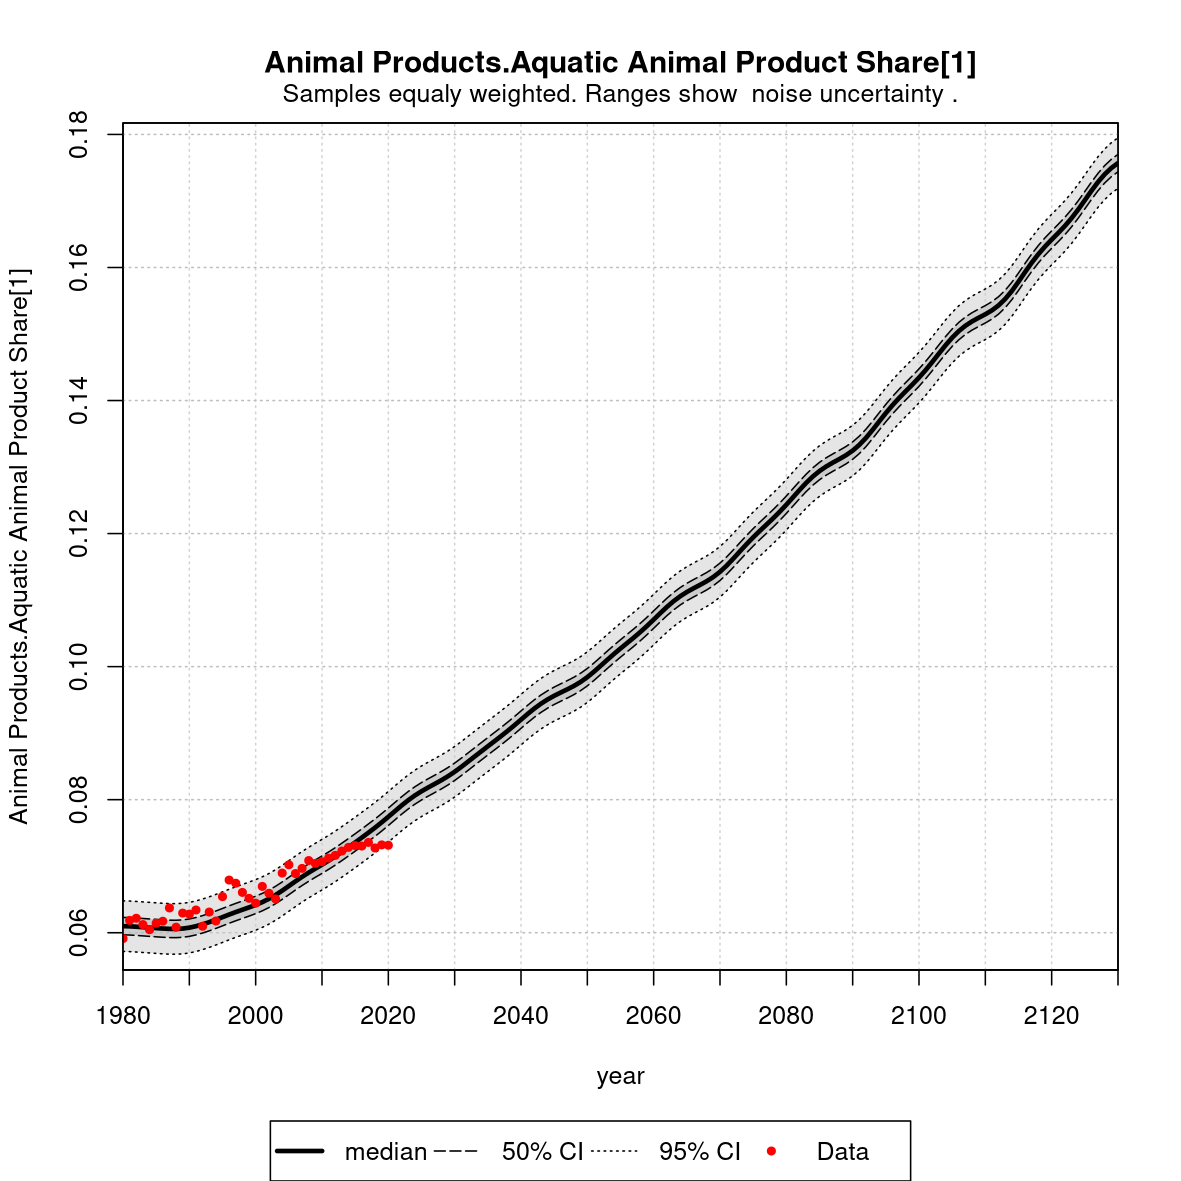 Animal Products.Aquatic Animal Product Share[1]
Samples equaly weighted. Ranges show  noise uncertainty .
Animal Products.Aquatic Animal Product Share[1]
0.18
0.16
0.14
0.12
0.10
0.08
0.06
1980 2000 2020 2040 2060 2080 2100 2120
year
median 50% CI 95% CI Data